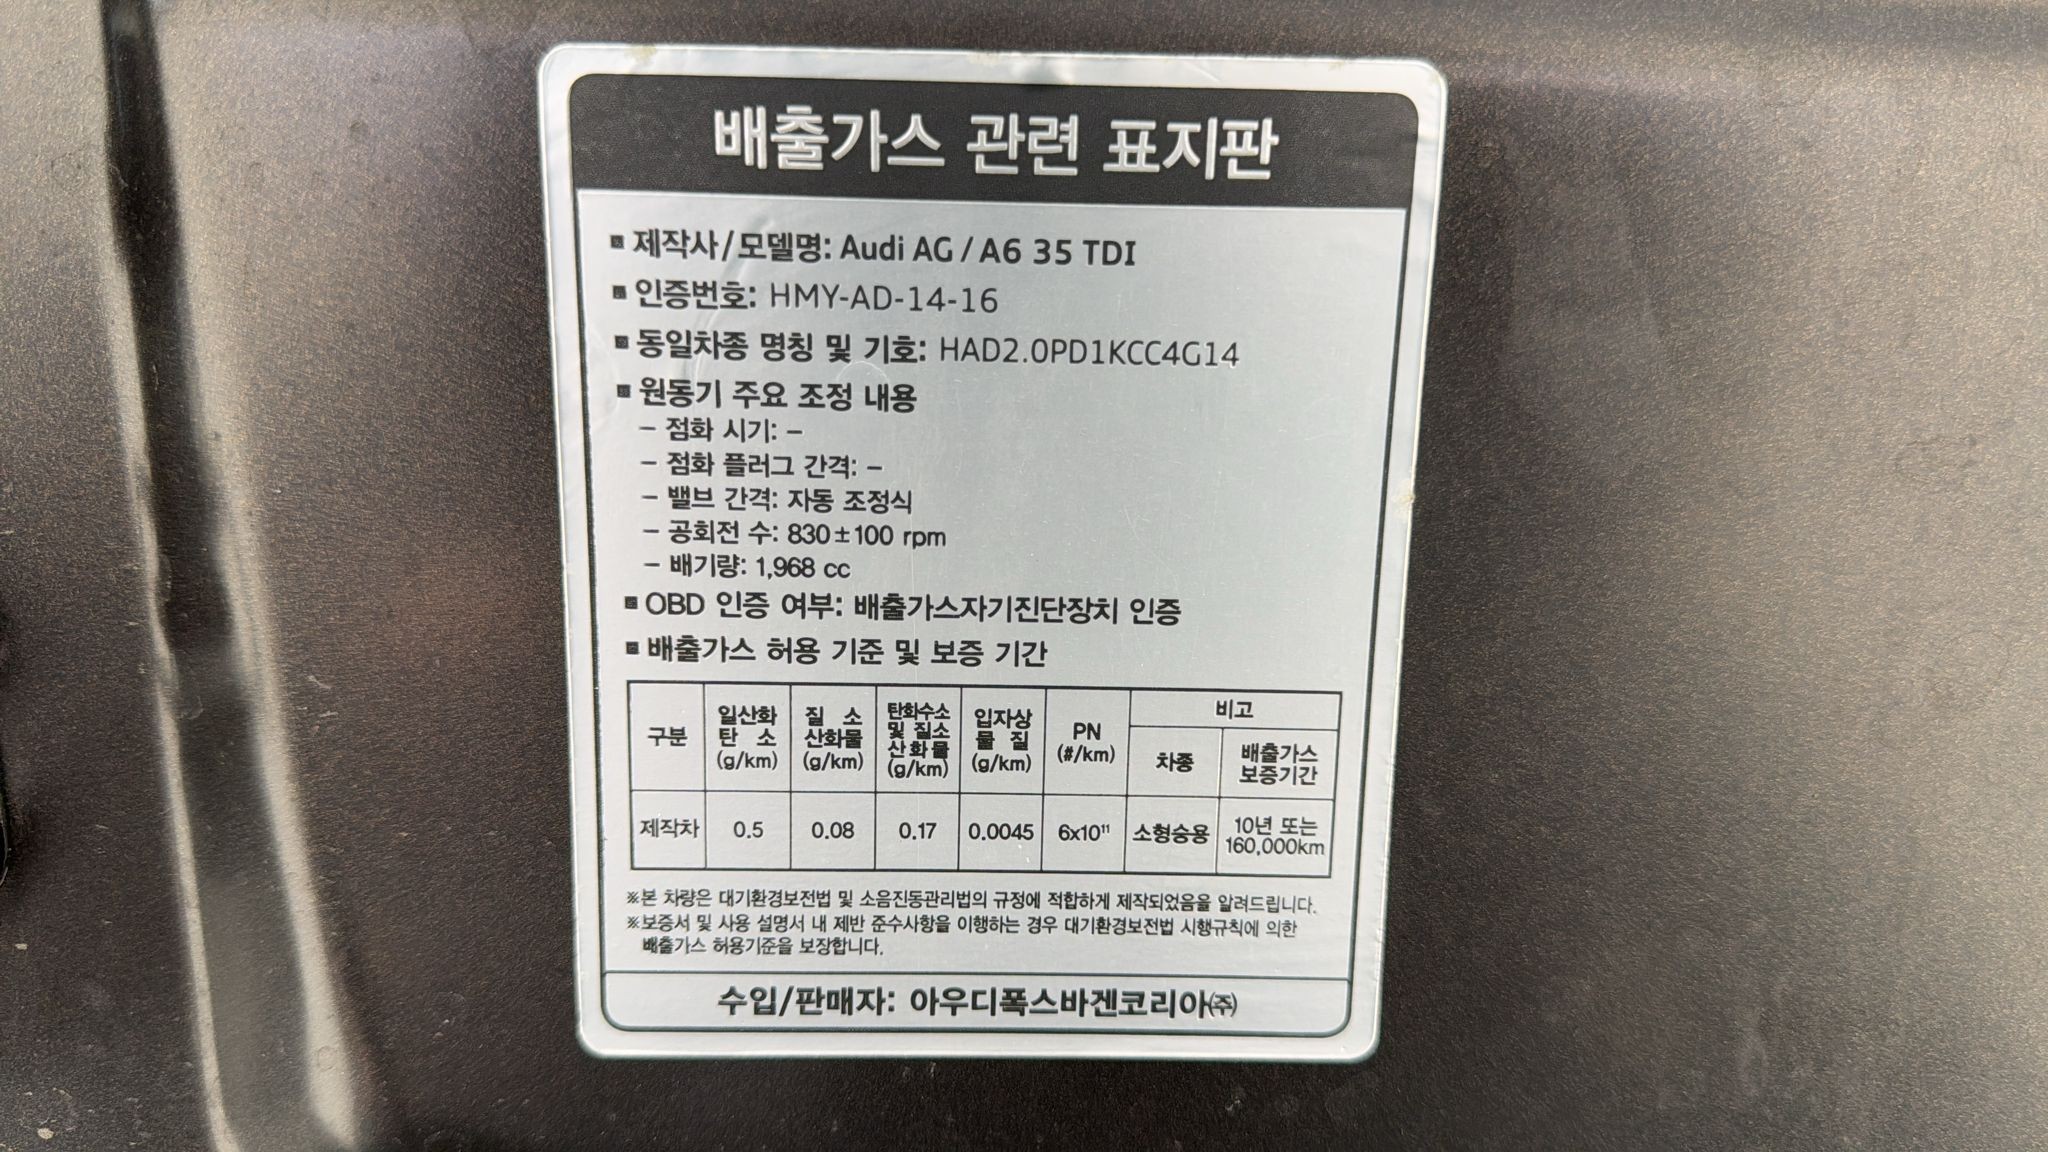 배출가스 관련 표지판
▪ 제작사/모델명: Audi AG / A6 35 TDI
▪ 인증번호: HMY-AD-14-16
▪ 동일차종 명칭 및 기호: HAD2.0PD1KCC4G14
▪ 원동기 주요 조정 내용
– 점화 시기: –
– 점화 플러그 간격: –
– 밸브 간격: 자동 조정식
– 공회전 수: 830±100 rpm
– 배기량: 1,968 cc
▪ OBD 인증 여부: 배출가스자기진단장치 인증
▪ 배출가스 허용 기준 및 보증 기간
구분 일산화 탄소 (g/km) 질소 산화물 (g/km) 탄화수소 및 질소 산화물 (g/km) 입자상 물질 (g/km) PN (#/km) 비고
차종 배출가스 보증기간
제작차 0.5 0.08 0.17 0.0045 6x10¹¹ 소형승용 10년 또는 160,000km
※본 차량은 대기환경보전법 및 소음진동관리법의 규정에 적합하게 제작되었음을 알려드립니다.
※보증서 및 사용 설명서 내 제반 준수사항을 이행하는 경우 대기환경보전법 시행규칙에 의한
배출가스 허용기준을 보장합니다.
수입/판매자: 아우디폭스바겐코리아㈜